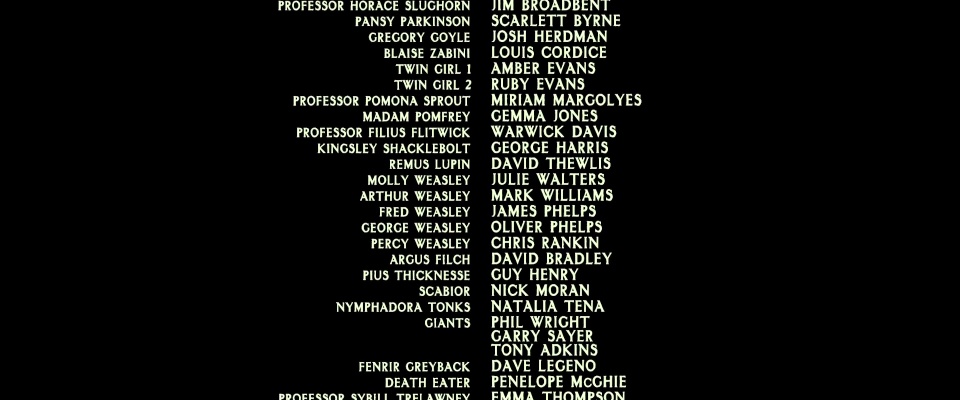 PROFESSOR HORACE SLUGHORN JIM BROADBENT
PANSY PARKINSON SCARLETT BYRNE
GREGORY GOYLE JOSH HERDMAN
BLAISE ZABINI LOUIS CORDICE
TWIN GIRL 1 AMBER EVANS
TWIN GIRL 2 RUBY EVANS
PROFESSOR POMONA SPROUT MIRIAM MARGOLYES
MADAM POMFREY GEMMA JONES
PROFESSOR FILIUS FLITWICK WARWICK DAVIS
KINGSLEY SHACKLEBOLT GEORGE HARRIS
REMUS LUPIN DAVID THEWLIS
MOLLY WEASLEY JULIE WALTERS
ARTHUR WEASLEY MARK WILLIAMS
FRED WEASLEY JAMES PHELPS
GEORGE WEASLEY OLIVER PHELPS
PERCY WEASLEY CHRIS RANKIN
ARGUS FILCH DAVID BRADLEY
PIUS THICKNESSE GUY HENRY
SCABIOR NICK MORAN
NYMPHADORA TONKS NATALIA TENA
GIANTS PHIL WRIGHT
GARRY SAYER
TONY ADKINS
FENRIR GREYBACK DAVE LEGENO
DEATH EATER PENELOPE McGHIE
PROFESSOR SYBILL TRELAWNEY EMMA THOMPSON